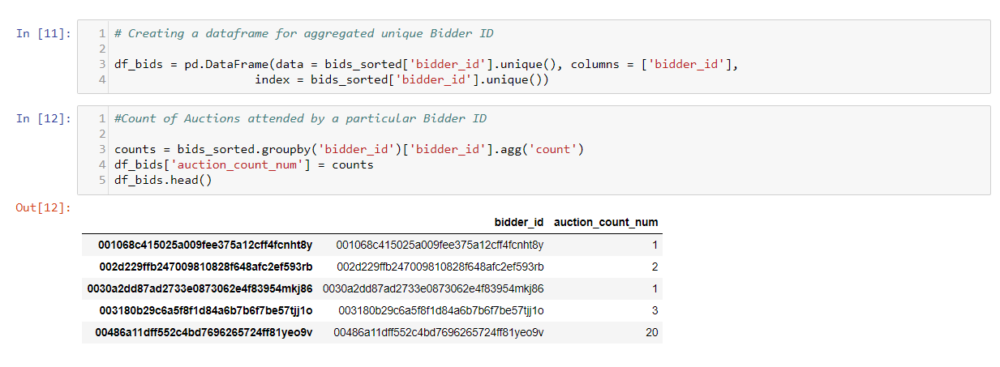 In [11]:
1 # Creating a dataframe for aggregated unique Bidder ID
2
3 df_bids = pd.DataFrame(data = bids_sorted['bidder_id'].unique(), columns = ['bidder_id'],
4                     index = bids_sorted['bidder_id'].unique())
In [12]:
1 #Count of Auctions attended by a particular Bidder ID
2
3 counts = bids_sorted.groupby('bidder_id')['bidder_id'].agg('count')
4 df_bids['auction_count_num'] = counts
5 df_bids.head()
Out[12]:
bidder_id auction_count_num
001068c415025a009fee375a12cff4fcnht8y 001068c415025a009fee375a12cff4fcnht8y 1
002d229ffb247009810828f648afc2ef593rb 002d229ffb247009810828f648afc2ef593rb 2
0030a2dd87ad2733e0873062e4f83954mkj86 0030a2dd87ad2733e0873062e4f83954mkj86 1
003180b29c6a5f8f1d84a6b7b6f7be57tjj1o 003180b29c6a5f8f1d84a6b7b6f7be57tjj1o 3
00486a11dff552c4bd7696265724ff81yeo9v 00486a11dff552c4bd7696265724ff81yeo9v 20